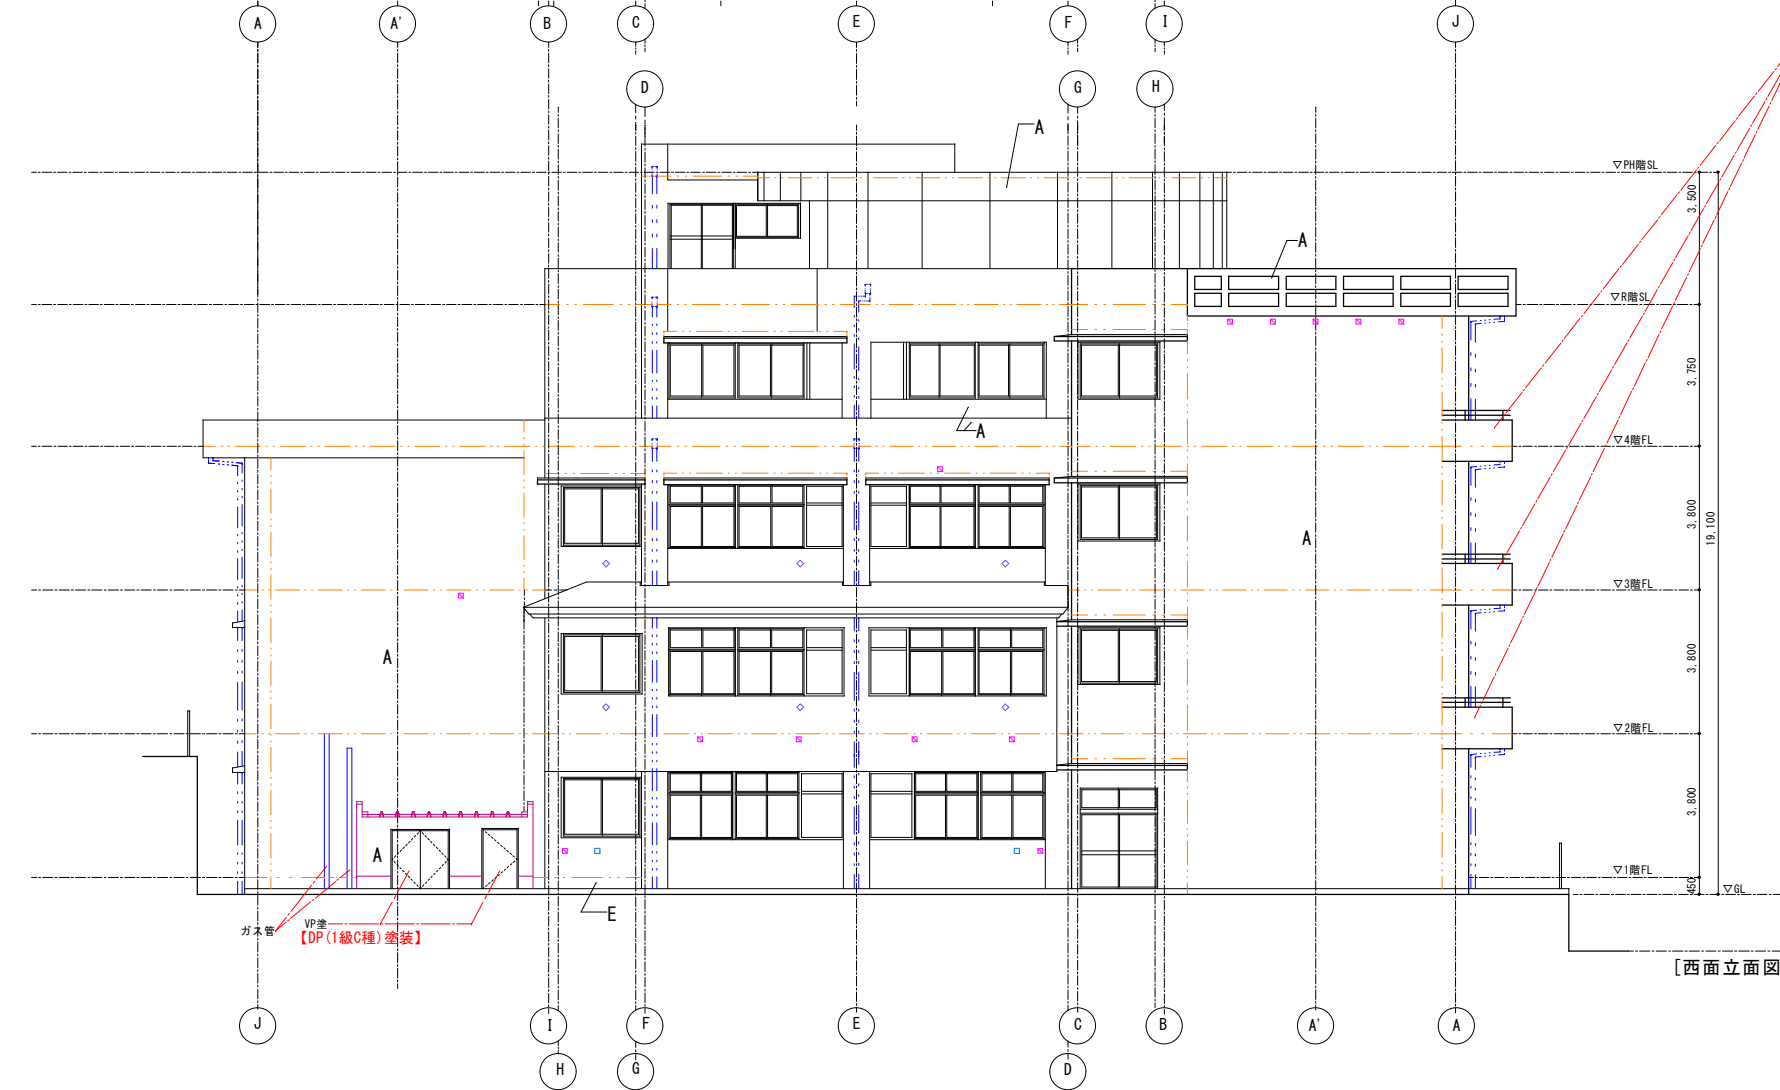 A A' B C E F I J
D G H
A
▽PH階SL
3,500
A
▽R階SL
3,750
A
▽4階FL
3,800
19,100
A
▽3階FL
A
3,800
▽2階FL
3,800
A
▽1階FL
450
▽GL
E
ガス管
VP塗
【DP(1級C種)塗装】
[西面立面図
J I F E C B A' A
H G D